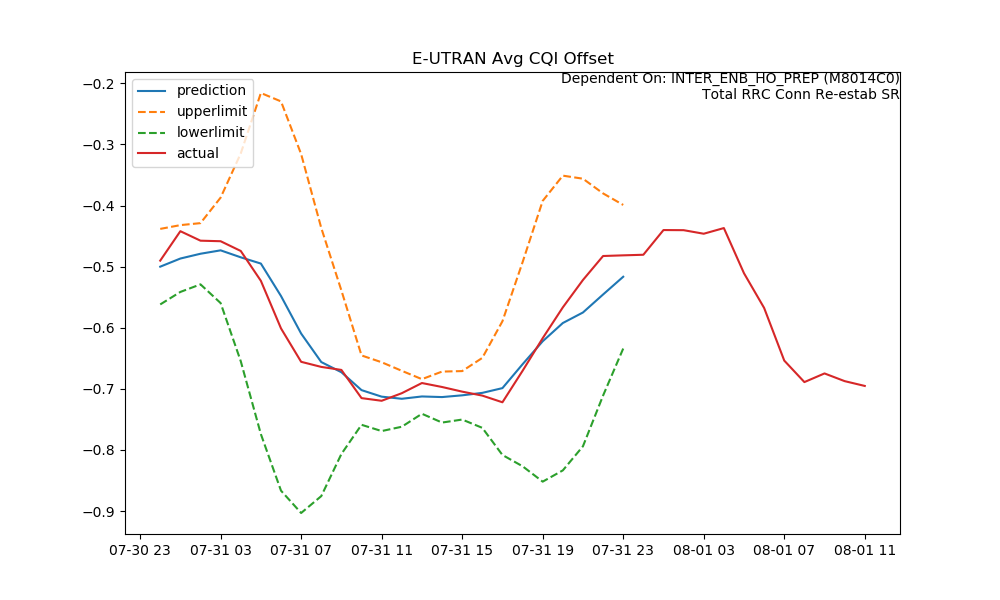 E-UTRAN Avg CQI Offset
Dependent On: INTER_ENB_HO_PREP (M8014C0)
Total RRC Conn Re-estab SR
prediction
upperlimit
lowerlimit
actual
−0.2
−0.3
−0.4
−0.5
−0.6
−0.7
−0.8
−0.9
07-30 23 07-31 03 07-31 07 07-31 11 07-31 15 07-31 19 07-31 23 08-01 03 08-01 07 08-01 11